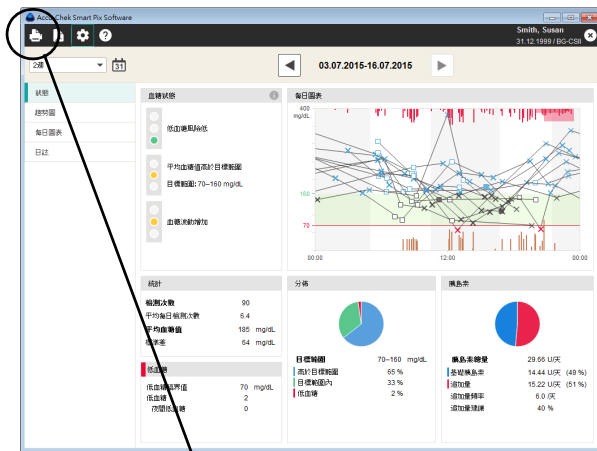 Accu-Chek Smart Pix Software
Smith, Susan
31.12.1999 / BG-CSII
2週
31
03.07.2015-16.07.2015
狀態
趨勢圖
每日圖表
日誌
血糖狀態
低血糖風險低
平均血糖值高於目標範圍
目標範圍: 70–160 mg/dL
血糖波動增加
每日圖表
400
mg/dL
160
70
00:00
12:00
00:00
統計
檢測次數 90
平均每日檢測次數 6.4
平均血糖值 185 mg/dL
標準差 64 mg/dL
低血糖
低血糖臨界值 70 mg/dL
低血糖 2
夜間低血糖 0
分佈
目標範圍 70–160 mg/dL
高於目標範圍 65 %
目標範圍內 33 %
低血糖 2 %
胰島素
胰島素總量 29.66 U/天
基礎胰島素 14.44 U/天 (49 %)
追加量 15.22 U/天 (51 %)
追加量頻率 6.0 /天
追加量建議 40 %